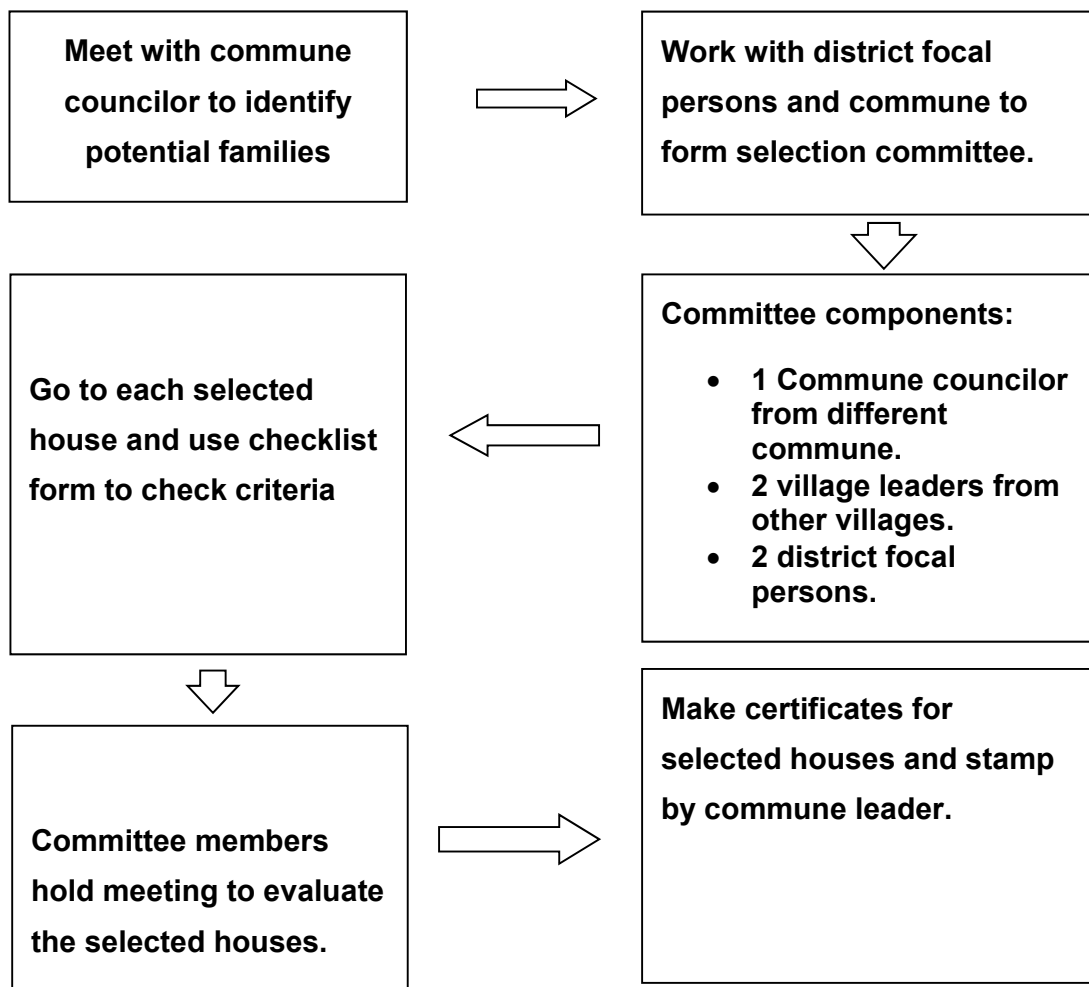 Meet with commune
councilor to identify
potential families
Work with district focal
persons and commune to
form selection committee.
Committee components:
• 1 Commune councilor
from different
commune.
• 2 village leaders from
other villages.
• 2 district focal
persons.
Go to each selected
house and use checklist
form to check criteria
Committee members
hold meeting to evaluate
the selected houses.
Make certificates for
selected houses and stamp
by commune leader.